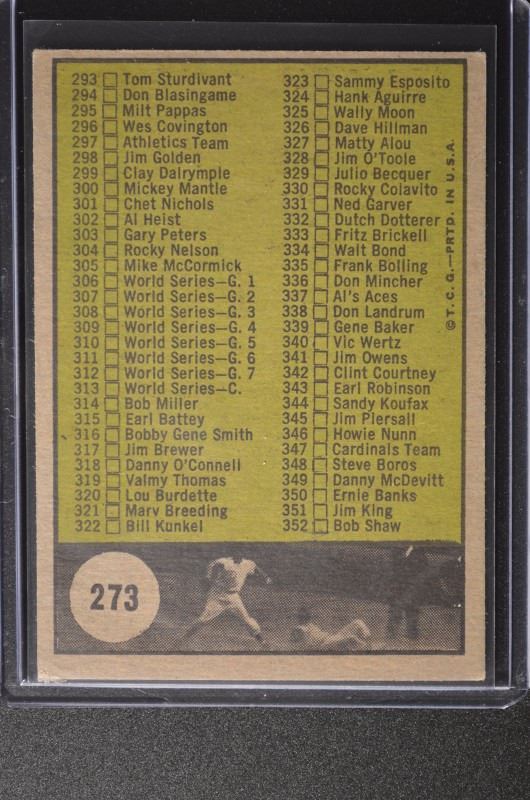 293 Tom Sturdivant
294 Don Blasingame
295 Milt Pappas
296 Wes Covington
297 Athletics Team
298 Jim Golden
299 Clay Dalrymple
300 Mickey Mantle
301 Chet Nichols
302 Al Heist
303 Gary Peters
304 Rocky Nelson
305 Mike McCormick
306 World Series—G. 1
307 World Series—G. 2
308 World Series—G. 3
309 World Series—G. 4
310 World Series—G. 5
311 World Series—G. 6
312 World Series—G. 7
313 World Series—C.
314 Bob Miller
315 Earl Battey
316 Bobby Gene Smith
317 Jim Brewer
318 Danny O'Connell
319 Valmy Thomas
320 Lou Burdette
321 Marv Breeding
322 Bill Kunkel
323 Sammy Esposito
324 Hank Aguirre
325 Wally Moon
326 Dave Hillman
327 Matty Alou
328 Jim O'Toole
329 Julio Becquer
330 Rocky Colavito
331 Ned Garver
332 Dutch Dotterer
333 Fritz Brickell
334 Walt Bond
335 Frank Bolling
336 Don Mincher
337 Al's Aces
338 Don Landrum
339 Gene Baker
340 Vic Wertz
341 Jim Owens
342 Clint Courtney
343 Earl Robinson
344 Sandy Koufax
345 Jim Piersall
346 Howie Nunn
347 Cardinals Team
348 Steve Boros
349 Danny McDevitt
350 Ernie Banks
351 Jim King
352 Bob Shaw
© T. C. G.—PRTD. IN U.S.A.
273